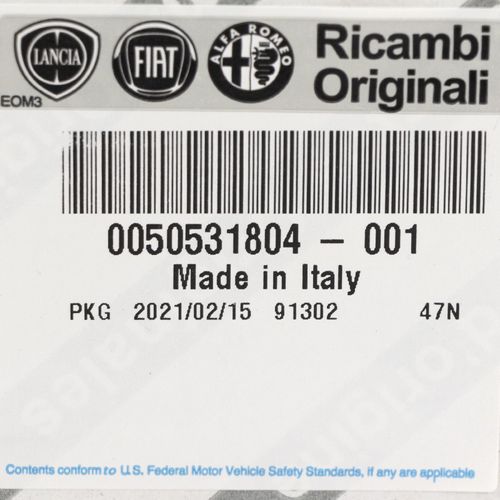 LANCIA
FIAT
ALFA ROMEO
Ricambi
Originali
EOM3
0050531804 - 001
Made in Italy
PKG 2021/02/15 91302 47N
Contents conform to U.S. Federal Motor Vehicle Safety Standards, if any are applicable